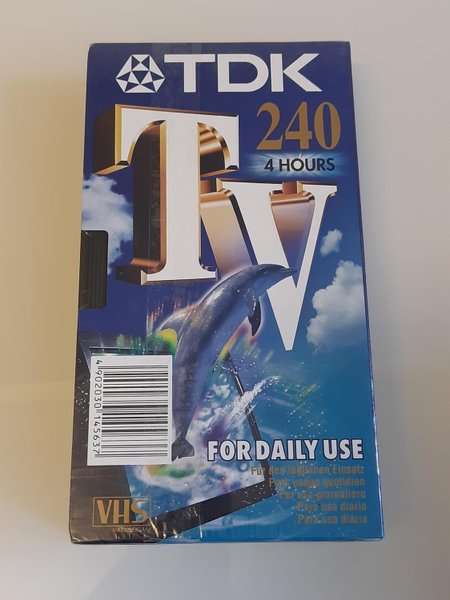 TDK
TV
240
4 HOURS
4902030145637
FOR DAILY USE
Für den täglichen Einsatz
Pour usage quotidien
Per uso giornaliero
Para uso diario
Para uso diário
VHS